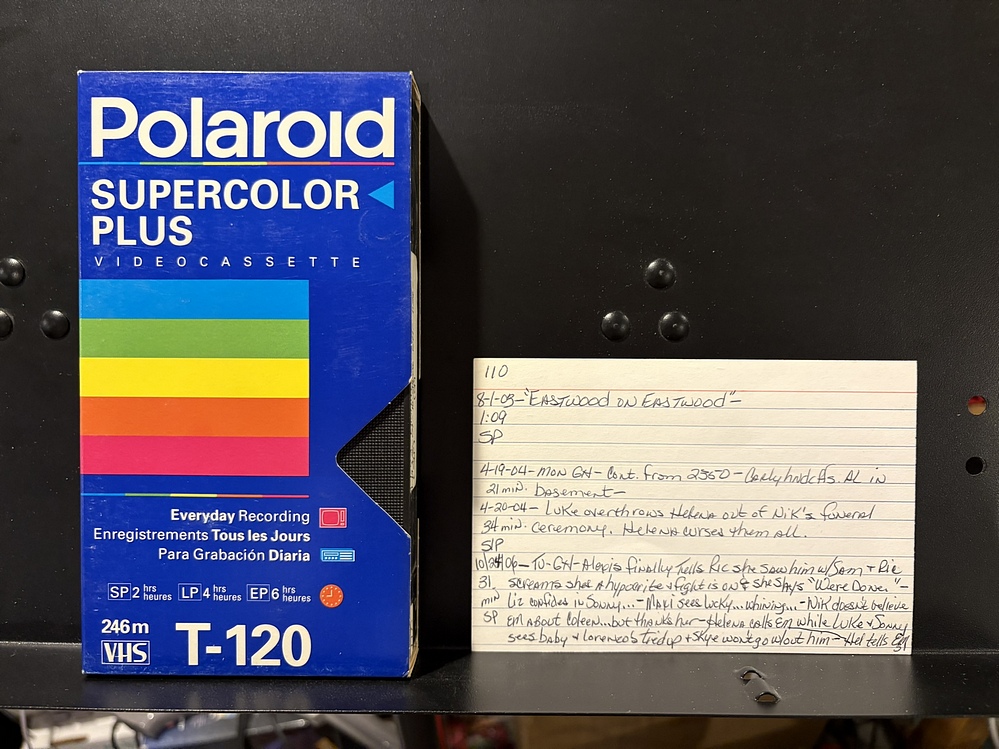 Polaroid
SUPERCOLOR
PLUS
VIDEOCASSETTE
Everyday Recording
Enregistrements Tous les Jours
Para Grabación Diaria
SP 2 hrs heures LP 4 hrs heures EP 6 hrs heures
246m
VHS T-120
110
8-1-03-"EASTWOOD ON EASTWOOD"-
1:09
SP
4-19-04- MON GH- Cont. from 2550- Carly hndcffs. AL in
21 min. basement-
4-20-04- Luke overthrows Helena out of Nik's funeral
34 min. ceremony. Helena curses them all.
SLP
10/24/06- TU-GH-Alexis finally tells Ric she saw him w/Sam + Ric
31 screams she a hypocrite + fight is on & she says "We're Done."-
min Liz confides in Sonny...- Maxi sees Lucky...whining...-Nik doesn't believe
SP Em about Coleen...but thanks her-Helena calls Em while Luke + Sonny
sees baby + Lorenzo's tied up + Skye wont go w/out him- Hel tells Em